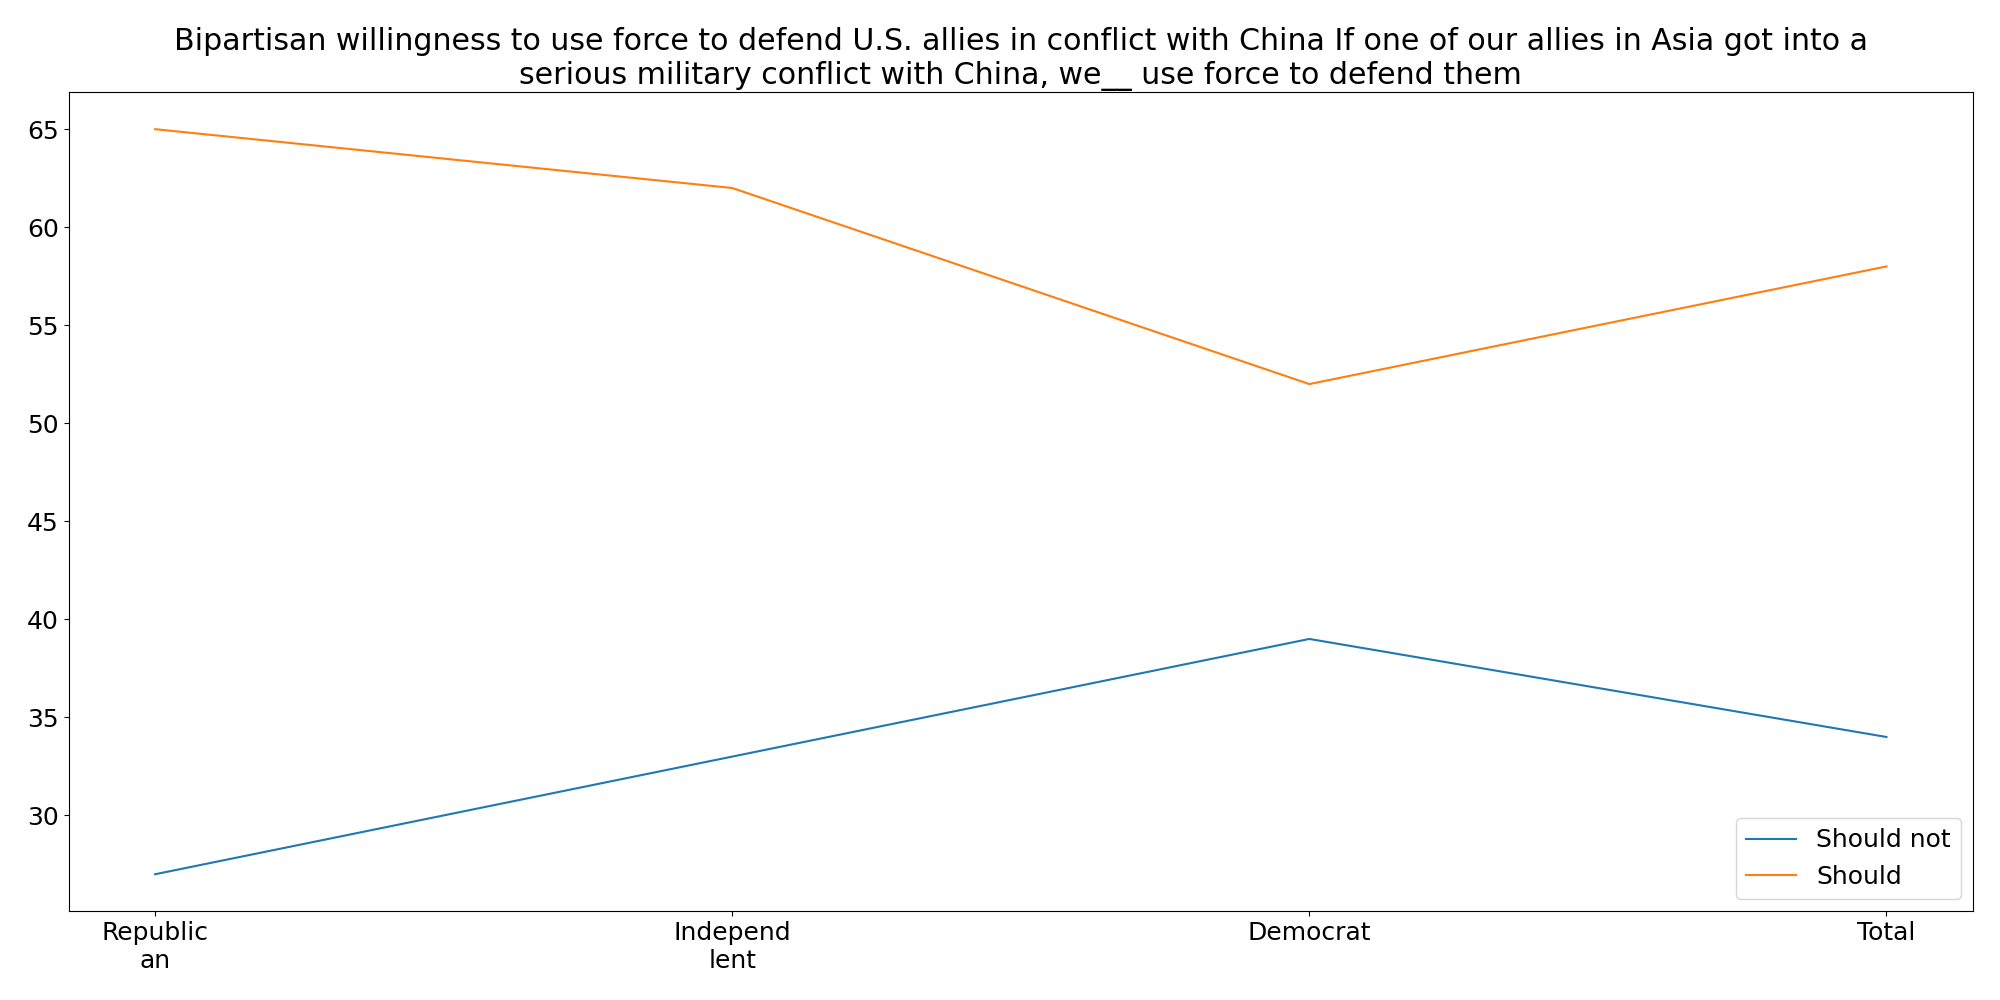 Bipartisan willingness to use force to defend U.S. allies in conflict with China If one of our allies in Asia got into a
serious military conflict with China, we__ use force to defend them
65
60
55
50
45
40
35
30
Should not
Should
Republic
an
Independ
lent
Democrat
Total